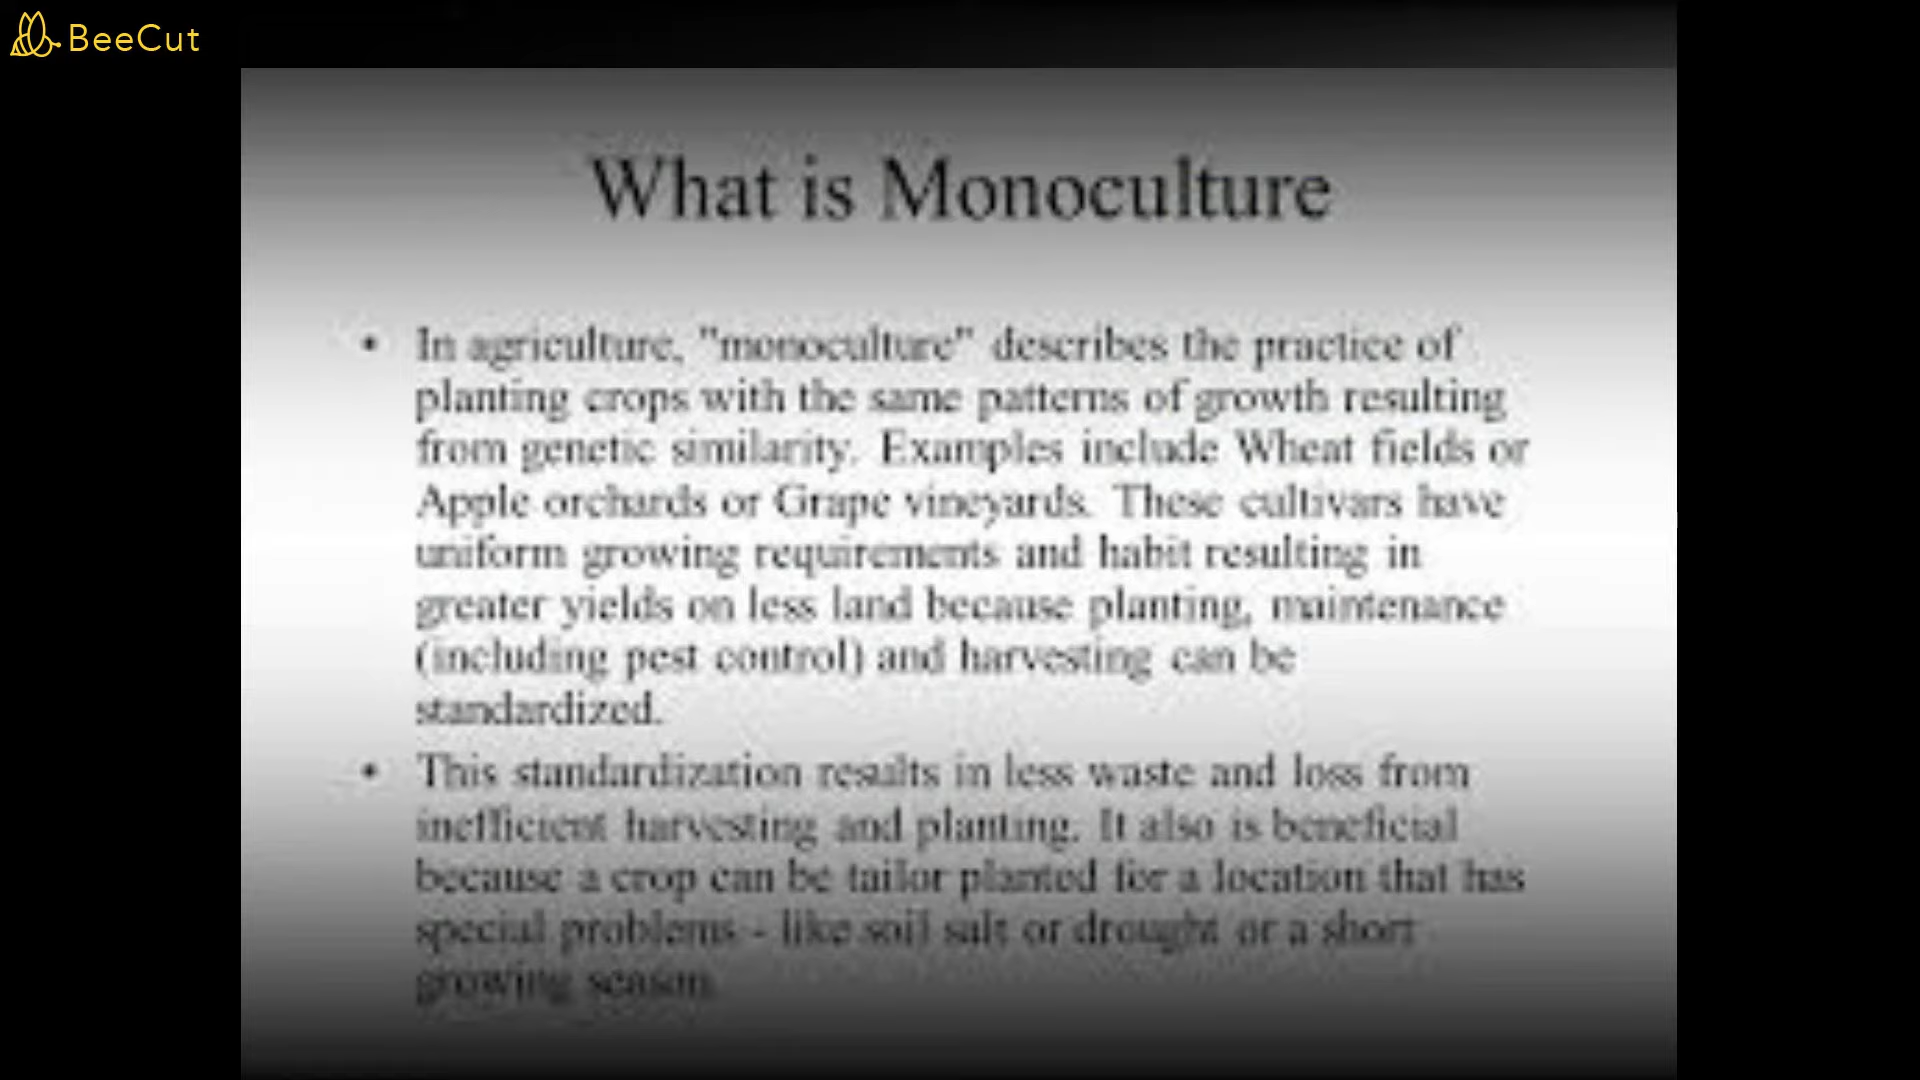 BeeCut
What is Monoculture
• In agriculture, "monoculture" describes the practice of
planting crops with the same patterns of growth resulting
from genetic similarity. Examples include Wheat fields or
Apple orchards or Grape vineyards. These cultivars have
uniform growing requirements and habit resulting in
greater yields on less land because planting, maintenance
(including pest control) and harvesting can be
standardized.
• This standardization results in less waste and loss from
inefficient harvesting and planting. It also is beneficial
because a crop can be tailor planted for a location that has
special problems - like soil salt or drought or a short
growing season.